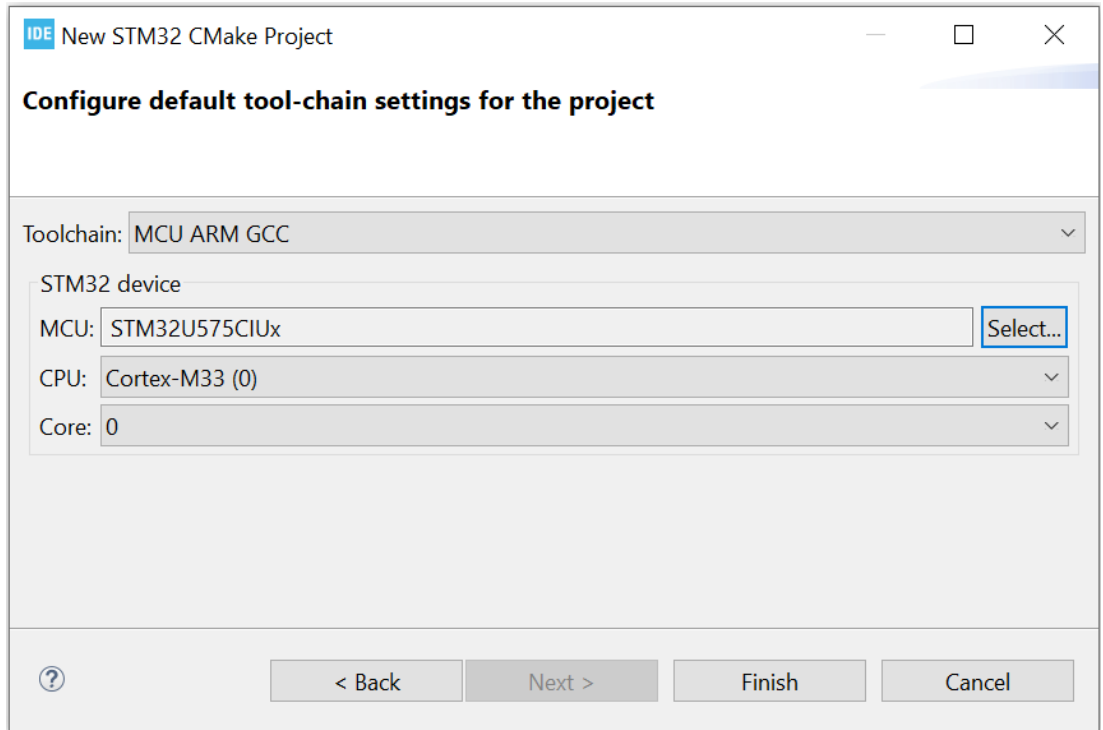 IDE New STM32 CMake Project
Configure default tool-chain settings for the project
Toolchain: MCU ARM GCC
STM32 device
MCU: STM32U575CIUx Select...
CPU: Cortex-M33 (0)
Core: 0
? < Back Next > Finish Cancel